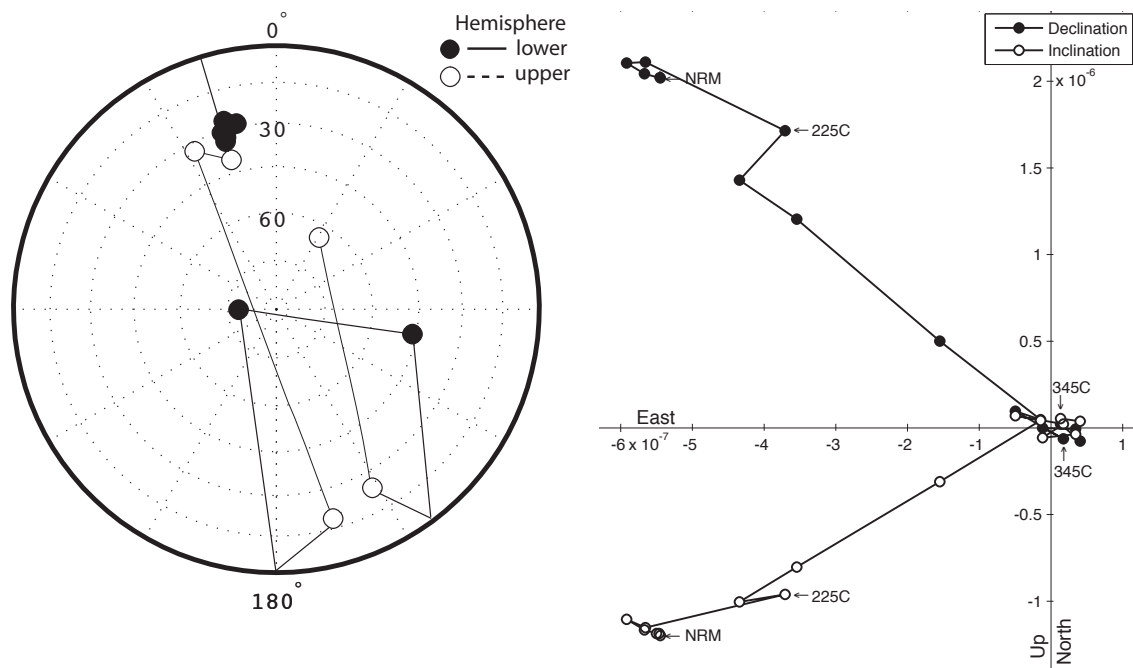 Hemisphere
lower
upper
0°
30
60
180°
Declination
Inclination
2 x 10-6
NRM
225C
1.5
1
0.5
345C
East
-6 x 10-7 -5 -4 -3 -2 -1 1
345C
-0.5
225C
-1
NRM
Up
North